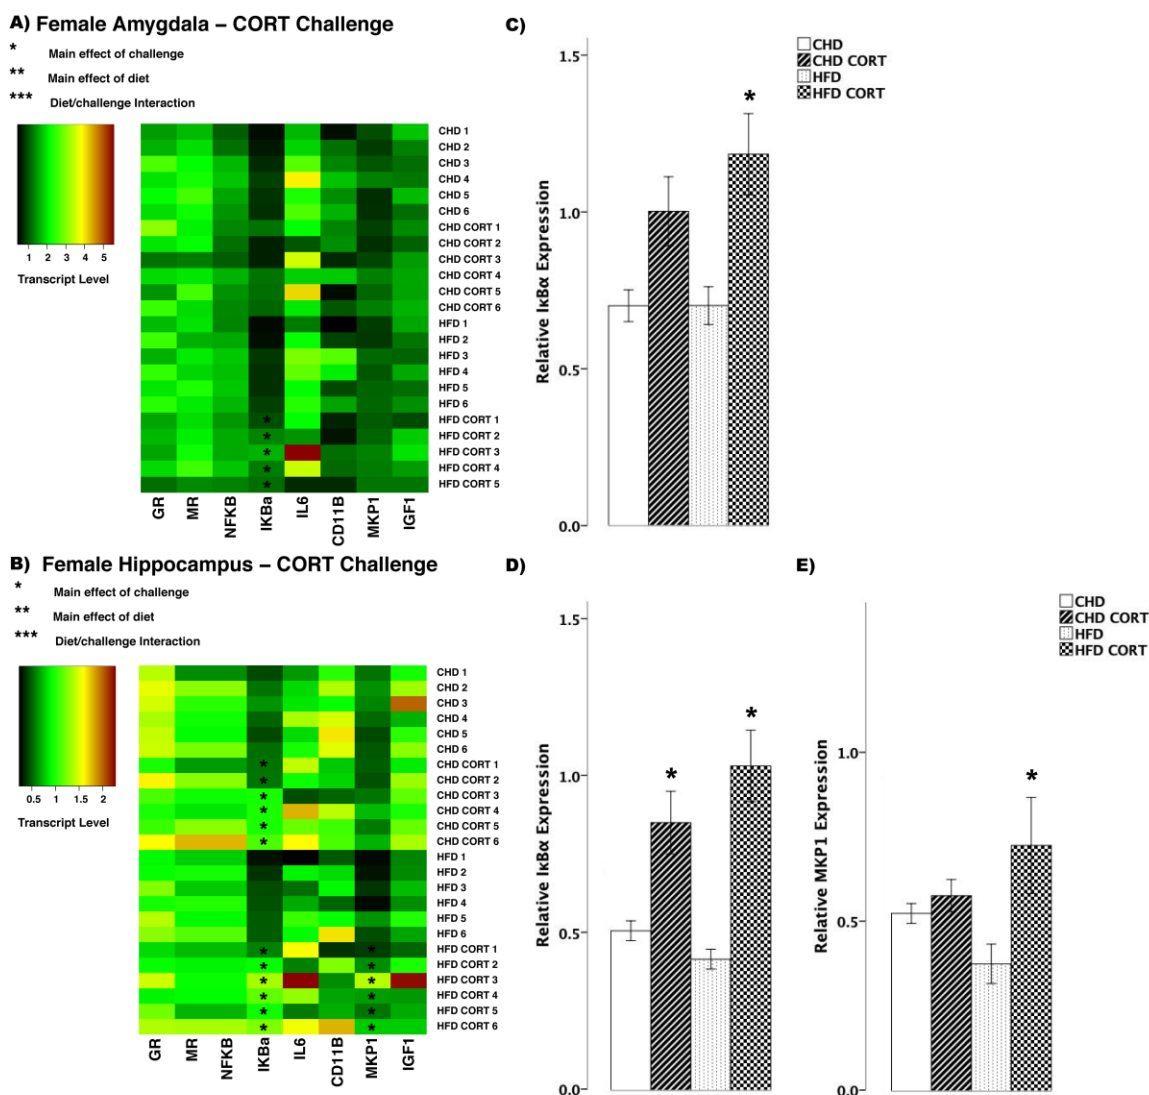 A) Female Amygdala – CORT Challenge
* Main effect of challenge
** Main effect of diet
*** Diet/challenge Interaction
1 2 3 4 5
Transcript Level
CHD 1
CHD 2
CHD 3
CHD 4
CHD 5
CHD 6
CHD CORT 1
CHD CORT 2
CHD CORT 3
CHD CORT 4
CHD CORT 5
CHD CORT 6
HFD 1
HFD 2
HFD 3
HFD 4
HFD 5
HFD 6
* HFD CORT 1
* HFD CORT 2
* HFD CORT 3
* HFD CORT 4
* HFD CORT 5
GR MR NFKB IKBa IL6 CD11B MKP1 IGF1
C)
CHD
CHD CORT
HFD
HFD CORT
*
1.5
1.0
0.5
0.0
Relative IκBα Expression
B) Female Hippocampus – CORT Challenge
* Main effect of challenge
** Main effect of diet
*** Diet/challenge Interaction
0.5 1 1.5 2
Transcript Level
CHD 1
CHD 2
CHD 3
CHD 4
CHD 5
CHD 6
* CHD CORT 1
* CHD CORT 2
* CHD CORT 3
* CHD CORT 4
* CHD CORT 5
* CHD CORT 6
HFD 1
HFD 2
HFD 3
HFD 4
HFD 5
HFD 6
* * HFD CORT 1
* * HFD CORT 2
* * HFD CORT 3
* * HFD CORT 4
* * HFD CORT 5
* * HFD CORT 6
GR MR NFKB IKBa IL6 CD11B MKP1 IGF1
D)
* *
1.5
1.0
0.5
0.0
Relative IκBα Expression
E)
CHD
CHD CORT
HFD
HFD CORT
*
1.0
0.5
0.0
Relative MKP1 Expression